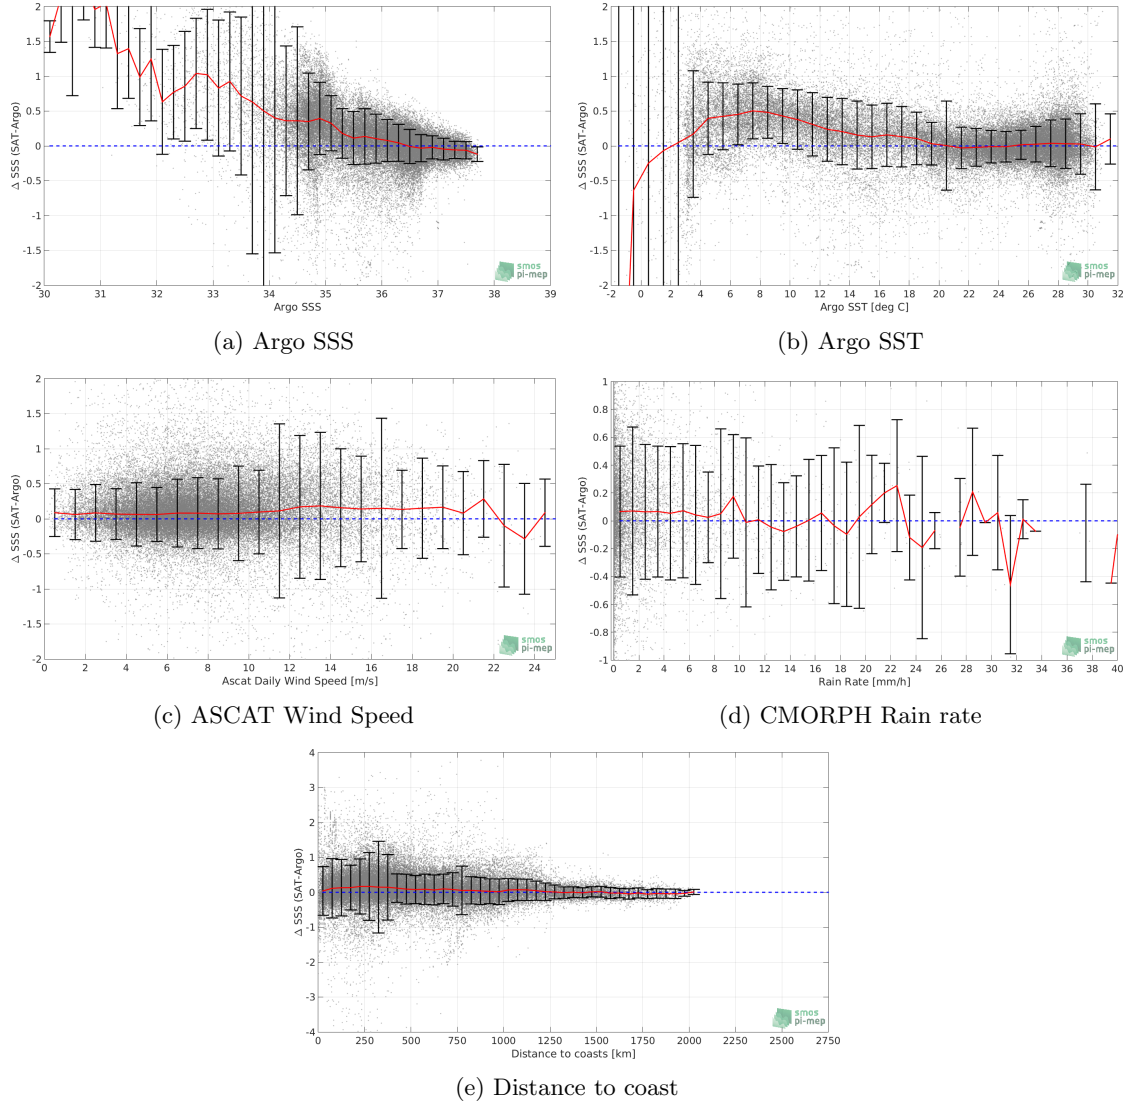 2
1.5
1
0.5
0
-0.5
-1
-1.5
-2
Δ SSS (SAT-Argo)
30 31 32 33 34 35 36 37 38 39
Argo SSS
smos
pi-mep
(a) Argo SSS
2
1.5
1
0.5
0
-0.5
-1
-1.5
-2
Δ SSS (SAT-Argo)
-2 0 2 4 6 8 10 12 14 16 18 20 22 24 26 28 30 32
Argo SST [deg C]
smos
pi-mep
(b) Argo SST
2
1.5
1
0.5
0
-0.5
-1
-1.5
-2
Δ SSS (SAT-Argo)
0 2 4 6 8 10 12 14 16 18 20 22 24
Ascat Daily Wind Speed [m/s]
smos
pi-mep
(c) ASCAT Wind Speed
1
0.8
0.6
0.4
0.2
0
-0.2
-0.4
-0.6
-0.8
-1
Δ SSS (SAT-Argo)
0 2 4 6 8 10 12 14 16 18 20 22 24 26 28 30 32 34 36 38 40
Rain Rate [mm/h]
smos
pi-mep
(d) CMORPH Rain rate
4
3
2
1
0
-1
-2
-3
-4
Δ SSS (SAT-Argo)
0 250 500 750 1000 1250 1500 1750 2000 2250 2500 2750
Distance to coasts [km]
smos
pi-mep
(e) Distance to coast